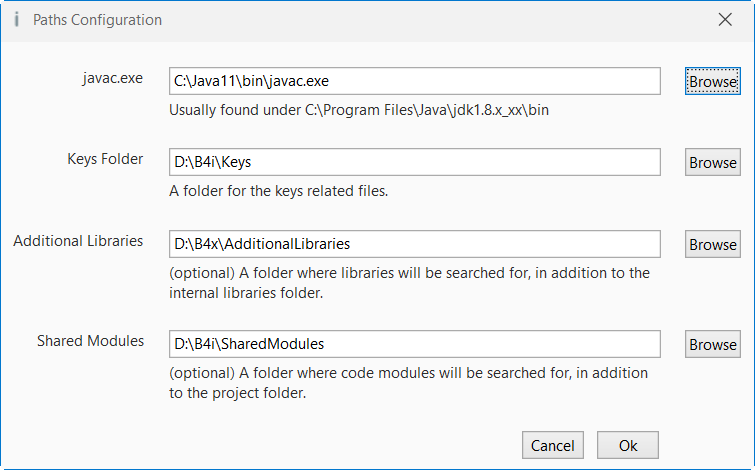 Paths Configuration
javac.exe
C:\Java11\bin\javac.exe
Browse
Usually found under C:\Program Files\Java\jdk1.8.x_xx\bin
Keys Folder
D:\B4i\Keys
Browse
A folder for the keys related files.
Additional Libraries
D:\B4x\AdditionalLibraries
Browse
(optional) A folder where libraries will be searched for, in addition to the
internal libraries folder.
Shared Modules
D:\B4i\SharedModules
Browse
(optional) A folder where code modules will be searched for, in addition
to the project folder.
Cancel
Ok